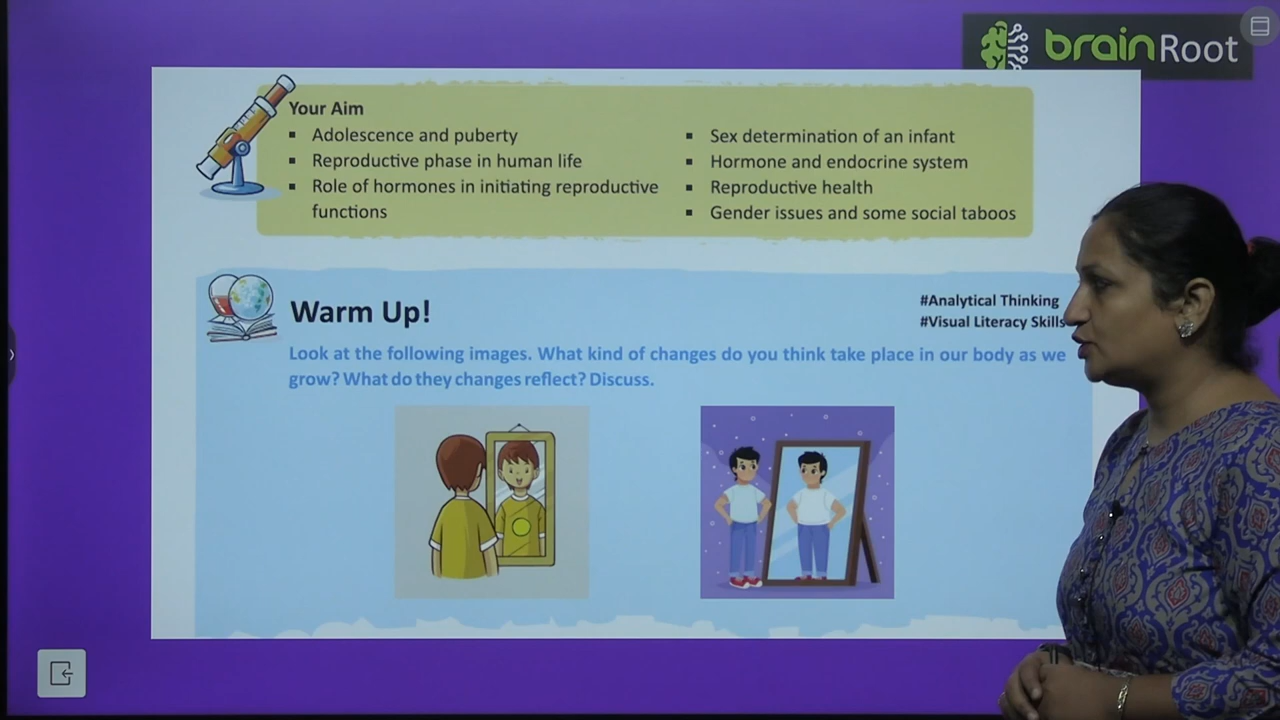 brainRoot
Your Aim
▪ Adolescence and puberty
▪ Reproductive phase in human life
▪ Role of hormones in initiating reproductive
functions
▪ Sex determination of an infant
▪ Hormone and endocrine system
▪ Reproductive health
▪ Gender issues and some social taboos
Warm Up!
#Analytical Thinking
#Visual Literacy Skills
Look at the following images. What kind of changes do you think take place in our body as we
grow? What do they changes reflect? Discuss.